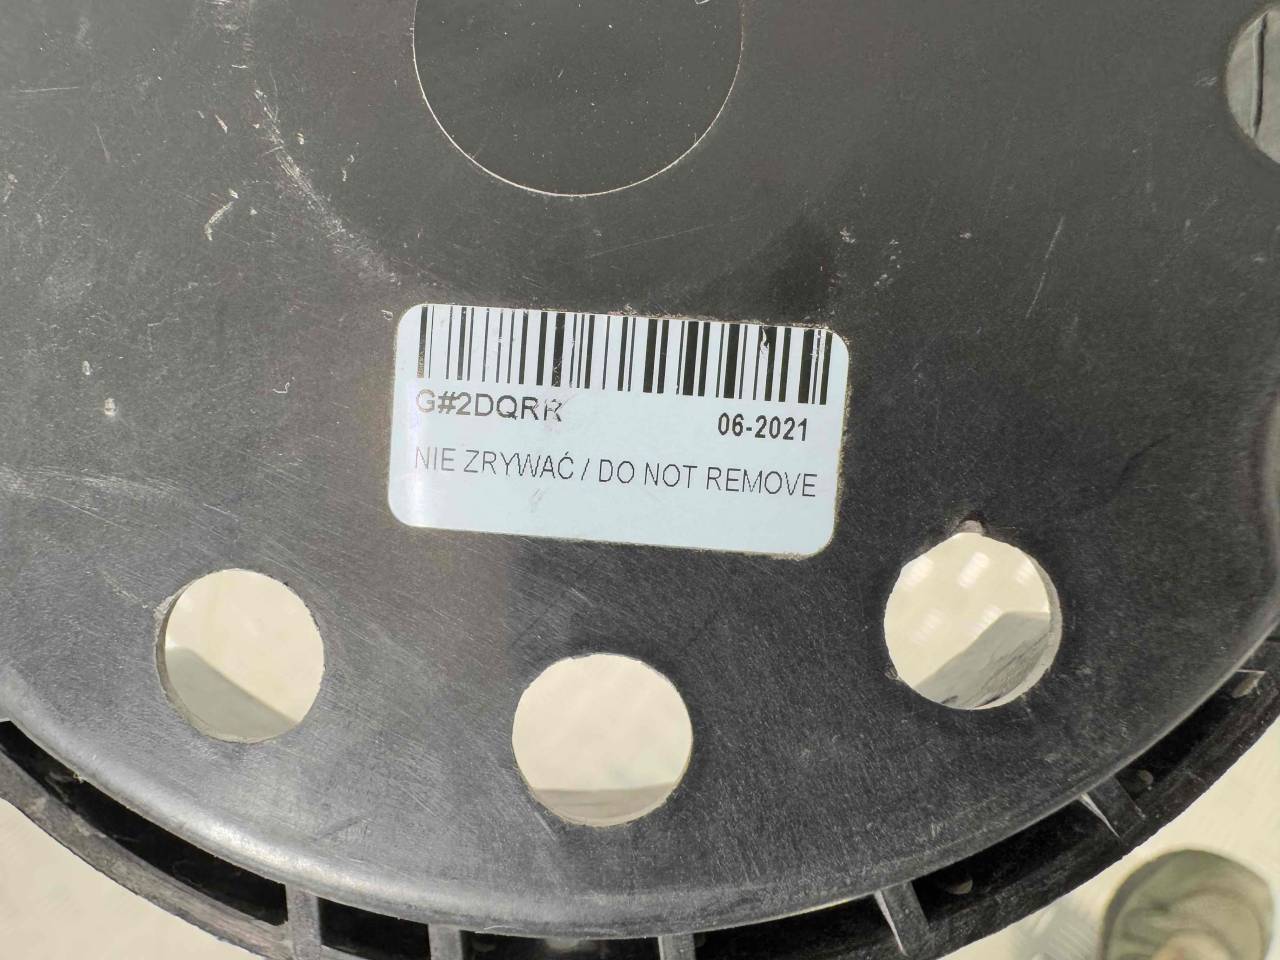 G#2DQRR
06-2021
NIE ZRYWAĆ / DO NOT REMOVE